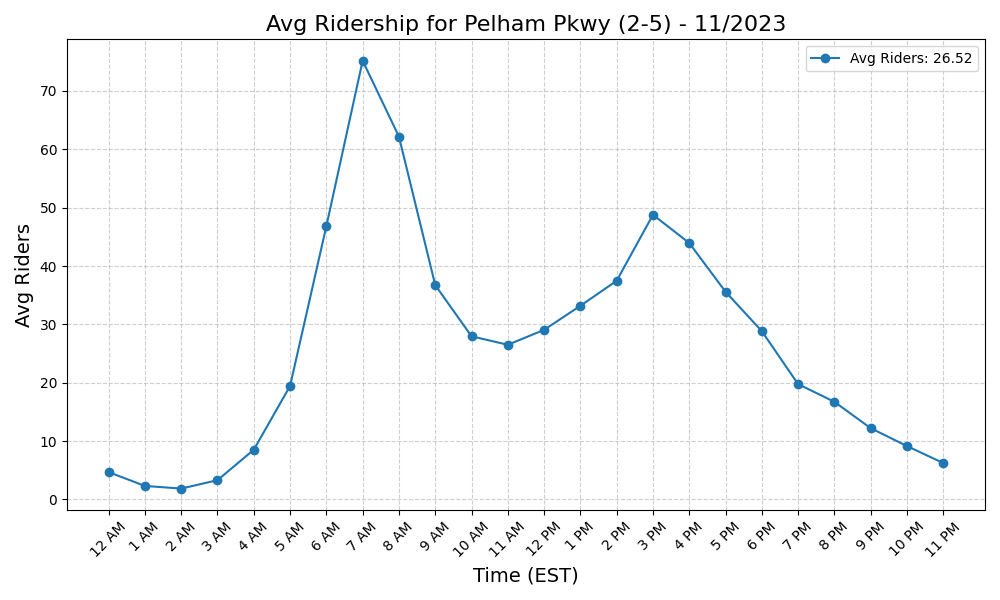 Avg Ridership for Pelham Pkwy (2-5) - 11/2023
Avg Riders: 26.52
Avg Riders
70
60
50
40
30
20
10
0
12 AM 1 AM 2 AM 3 AM 4 AM 5 AM 6 AM 7 AM 8 AM 9 AM 10 AM 11 AM 12 PM 1 PM 2 PM 3 PM 4 PM 5 PM 6 PM 7 PM 8 PM 9 PM 10 PM 11 PM
Time (EST)